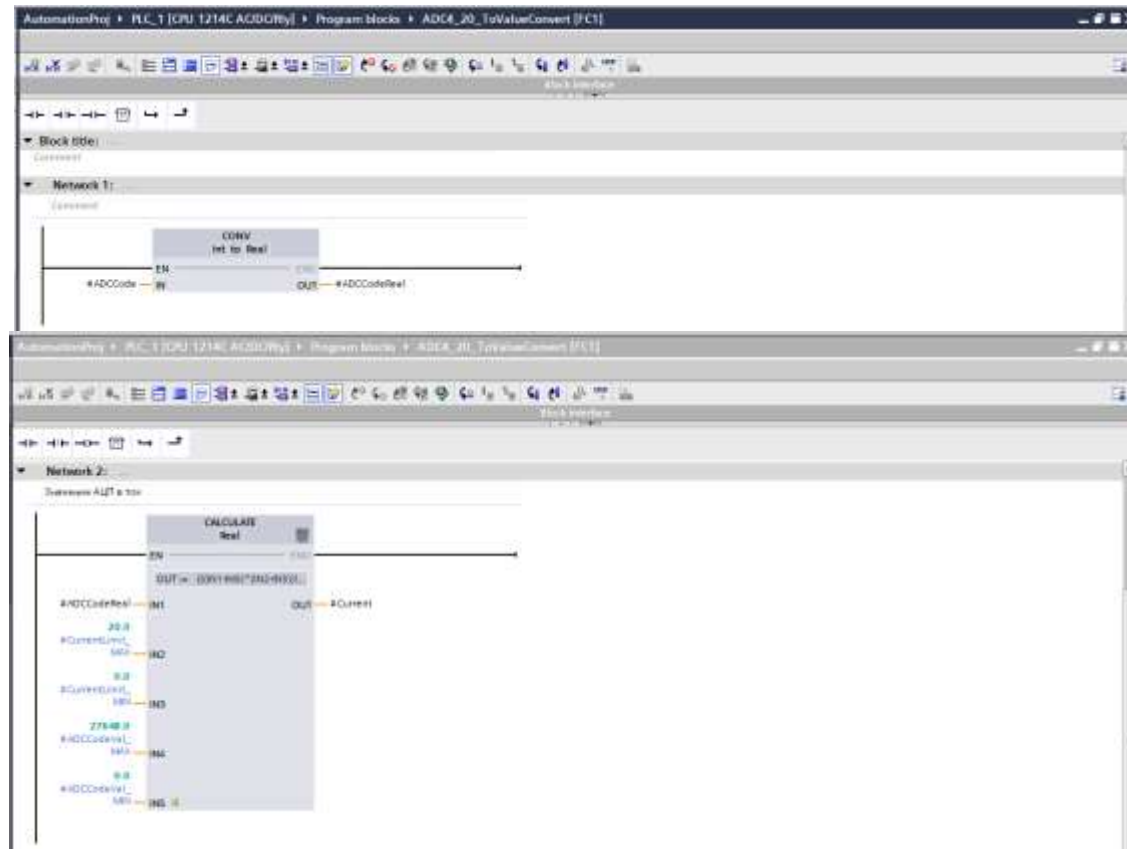 AutomationProj ▸ PLC_1 [CPU 1214C AC/DC/Rly] ▸ Program blocks ▸ ADC4_20_ToValueConvert [FC1]
Block interface
Block title: ...
Comment
Network 1: ...
Comment
CONV
Int to Real
EN
ENO
#ADCCode
IN
OUT
#ADCCodeReal
AutomationProj ▸ PLC_1 [CPU 1214C AC/DC/Rly] ▸ Program blocks ▸ ADC4_20_ToValueConvert [FC1]
Block interface
Network 2: ...
Значение АЦП в ток
CALCULATE
Real
EN
ENO
OUT :=
#ADCCodeReal
IN1
OUT
#Current
20.0
#CurrentLimit_
MAX
IN2
0.0
#CurrentLimit_
MIN
IN3
27648.0
#ADCCodeVal_
MAX
IN4
0.0
#ADCCodeVal_
MIN
IN5